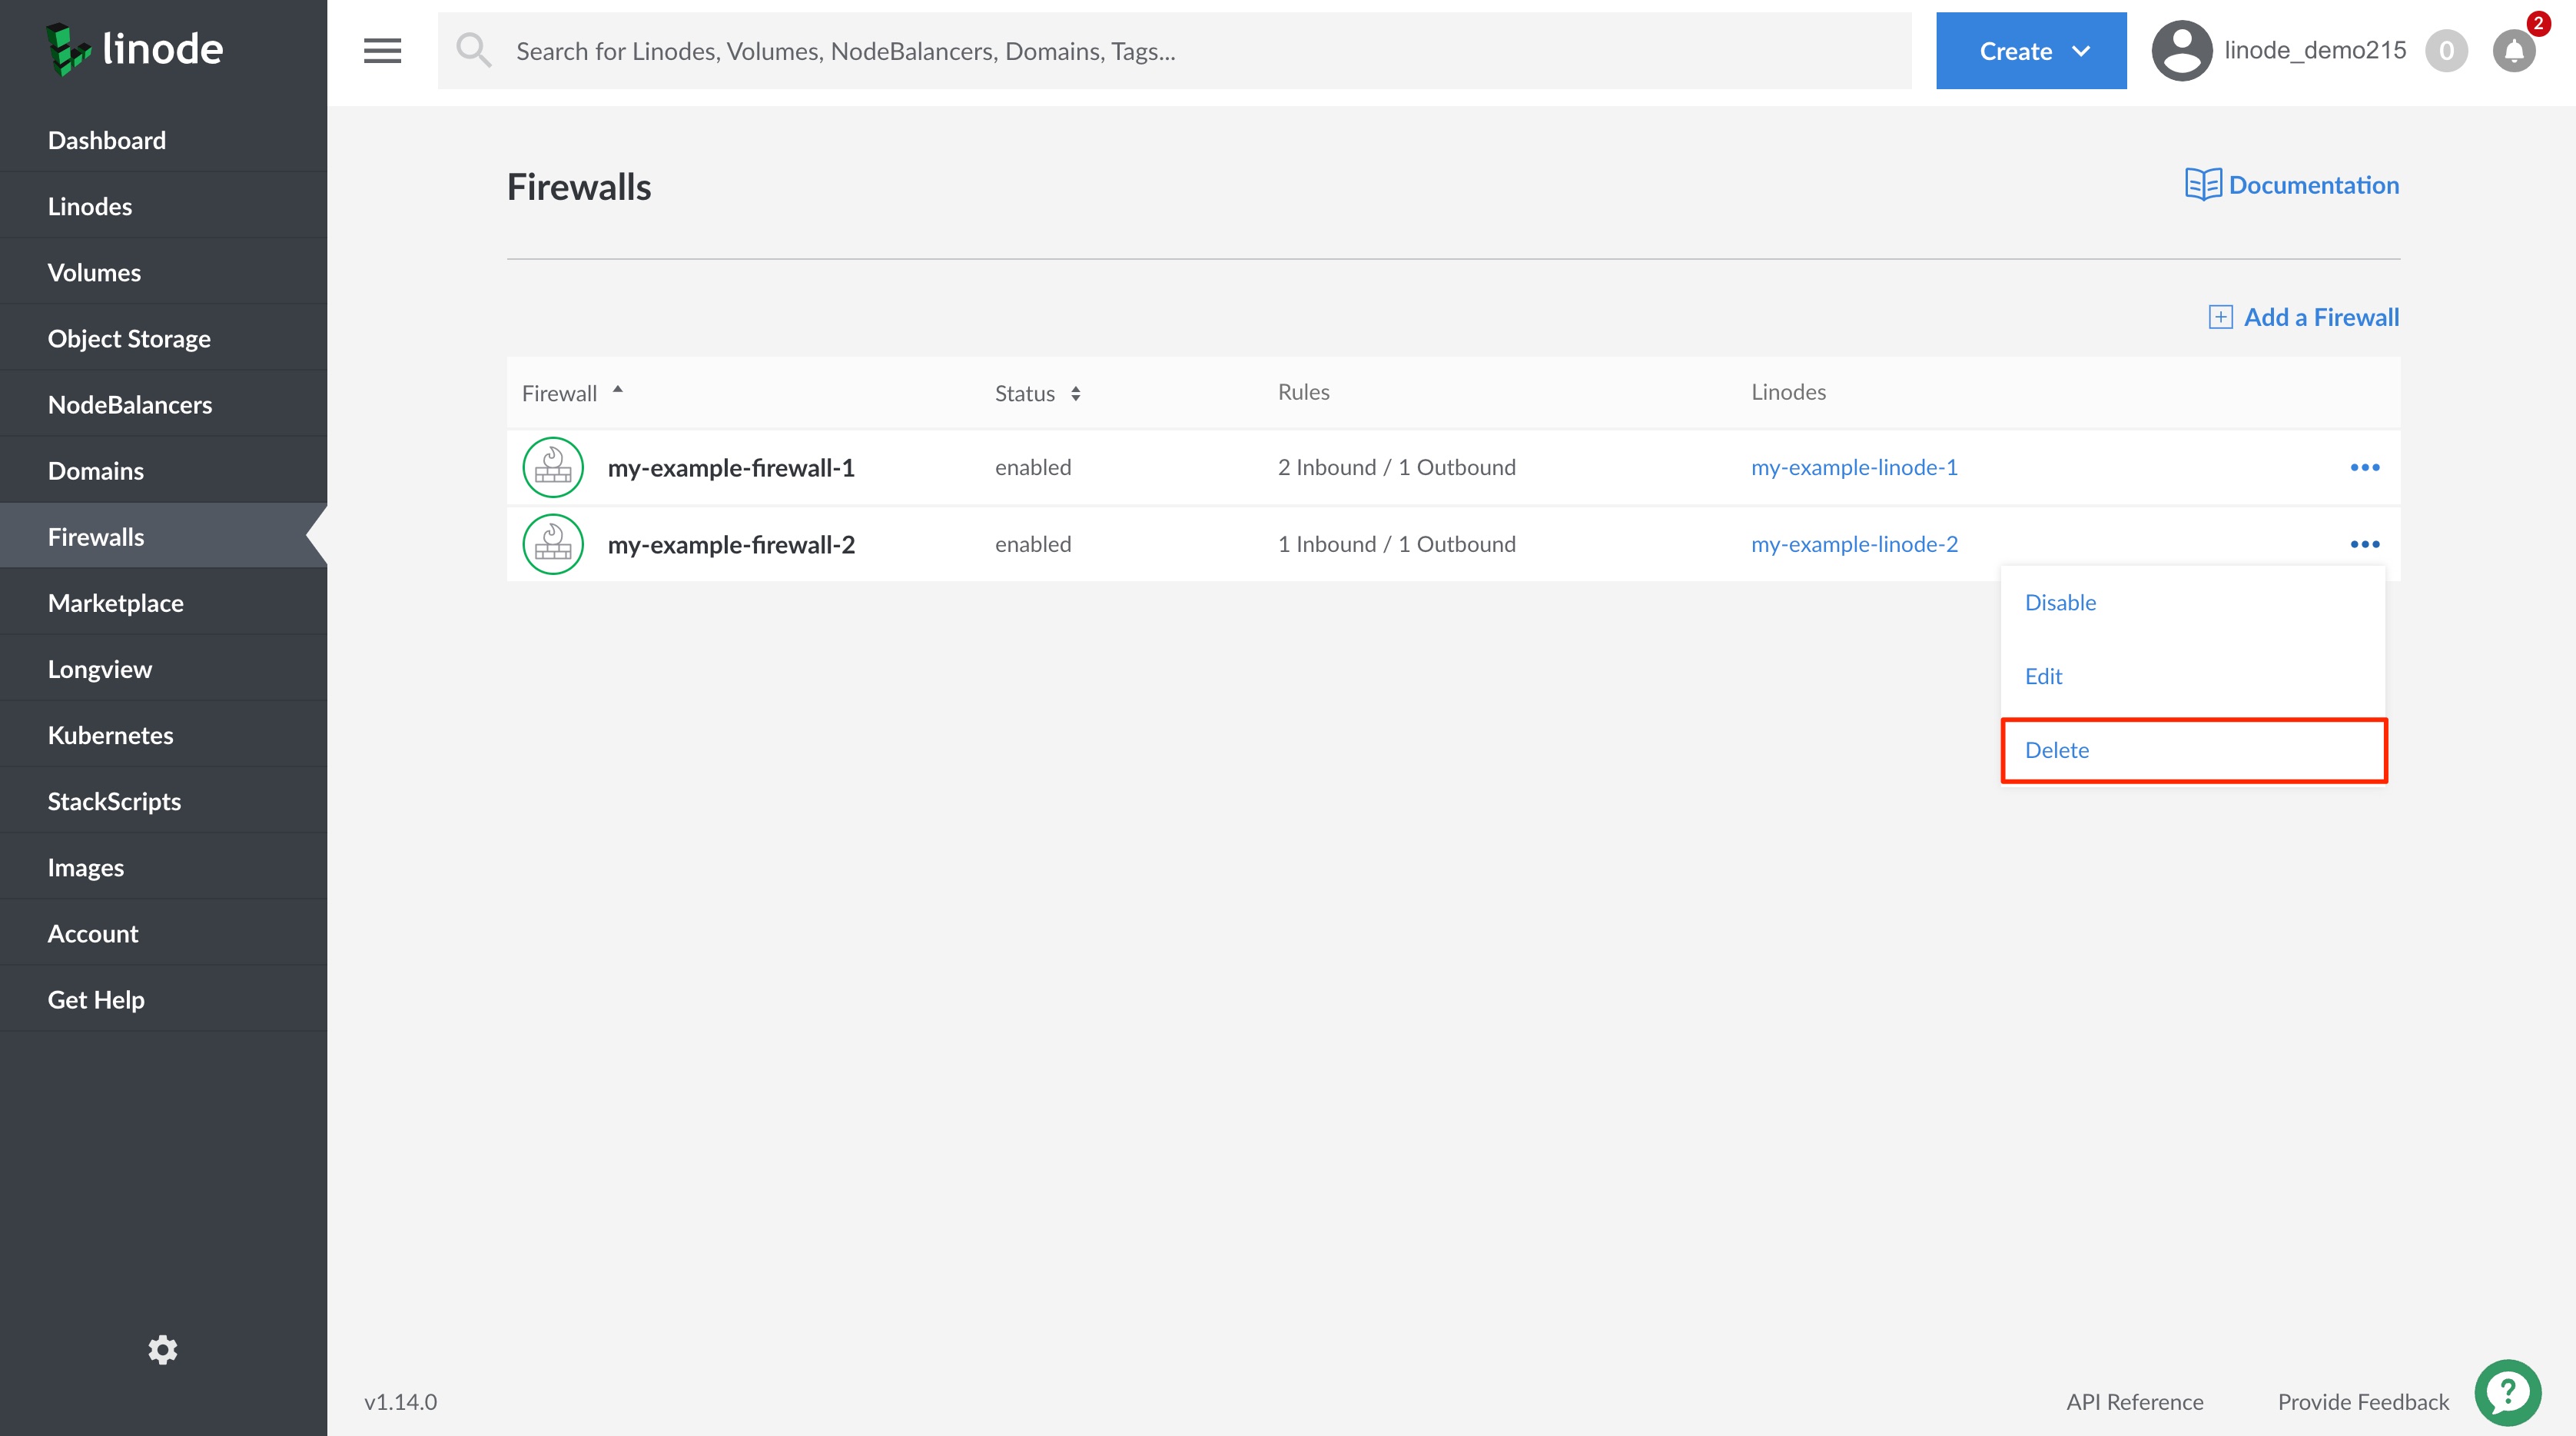 linode
Search for Linodes, Volumes, NodeBalancers, Domains, Tags...
Create
linode_demo215
0
2
Dashboard
Linodes
Volumes
Object Storage
NodeBalancers
Domains
Firewalls
Marketplace
Longview
Kubernetes
StackScripts
Images
Account
Get Help
Firewalls
Documentation
Add a Firewall
Firewall Status Rules Linodes
my-example-firewall-1 enabled 2 Inbound / 1 Outbound my-example-linode-1
my-example-firewall-2 enabled 1 Inbound / 1 Outbound my-example-linode-2
Disable
Edit
Delete
v1.14.0
API Reference
Provide Feedback
?